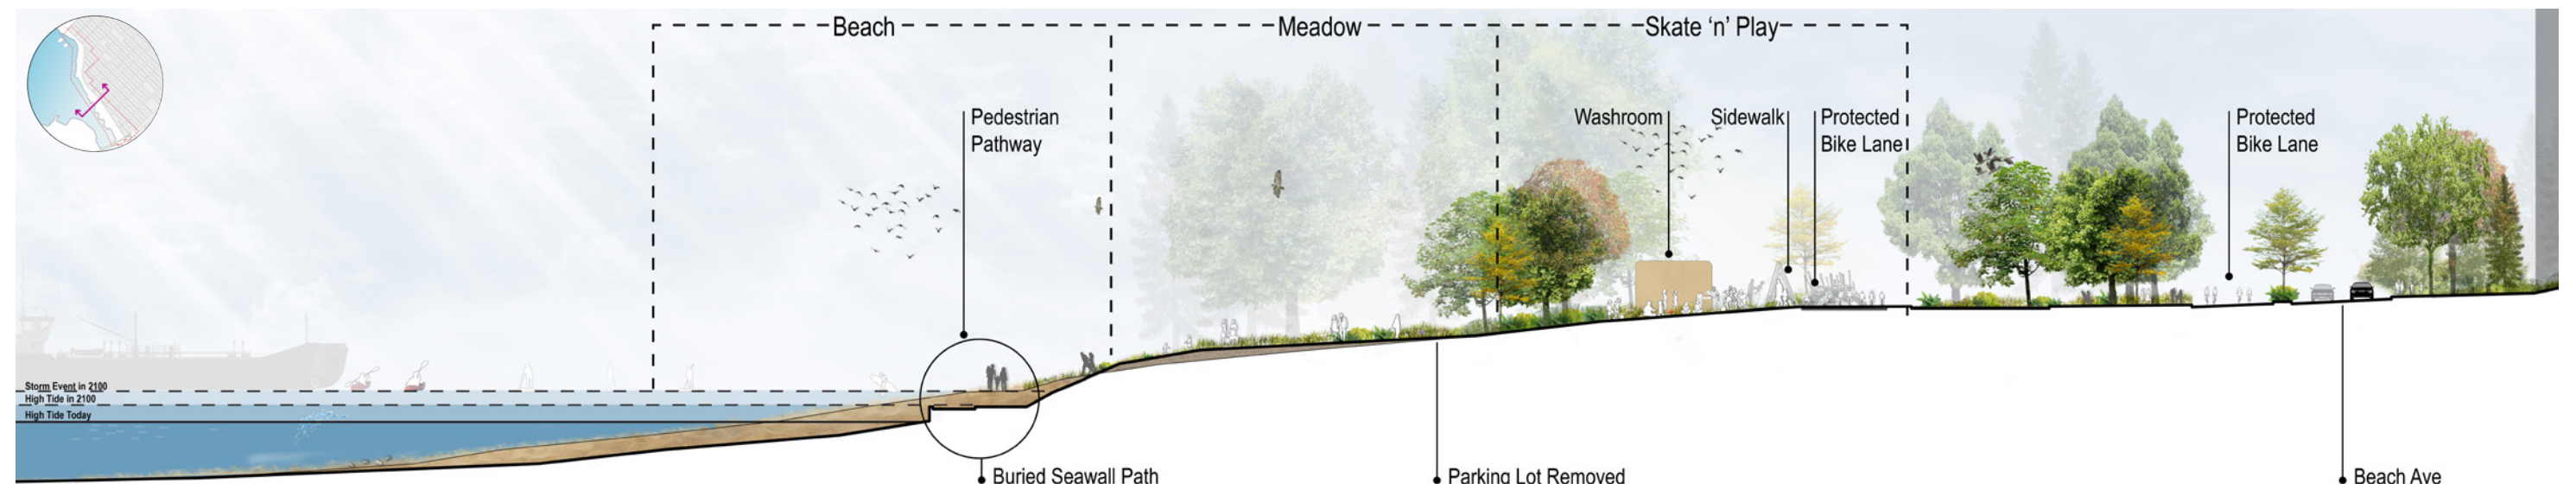 Beach
Meadow
Skate ‘n’ Play
Pedestrian
Pathway
Washroom
Sidewalk
Protected
Bike Lane
Protected
Bike Lane
Storm Event in 2100
High Tide in 2100
High Tide Today
Buried Seawall Path
Parking Lot Removed
Beach Ave